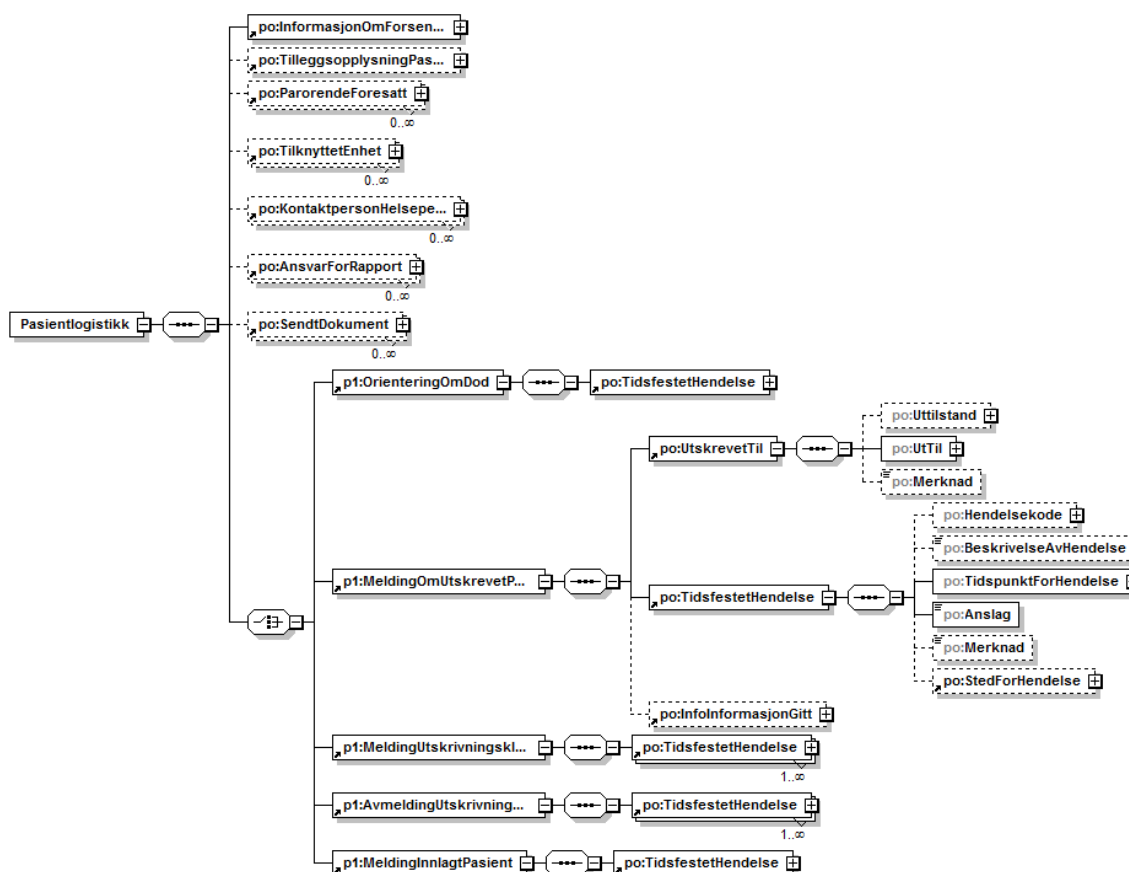 po:InformasjonOmForsen...
po:TilleggsopplysningPas...
po:ParorendeForesatt
0..∞
po:TilknyttetEnhet
0..∞
po:KontaktpersonHelsepe...
0..∞
po:AnsvarForRapport
0..∞
Pasientlogistikk
po:SendtDokument
0..∞
p1:OrienteringOmDod
po:TidsfestetHendelse
po:Uttilstand
po:UtskrevetTil
po:UtTil
po:Merknad
po:Hendelsekode
po:BeskrivelseAvHendelse
p1:MeldingOmUtskrevetP...
po:TidsfestetHendelse
po:TidspunktForHendelse
po:Anslag
po:Merknad
po:StedForHendelse
po:InfoInformasjonGitt
p1:MeldingUtskrivningskl...
po:TidsfestetHendelse
1..∞
p1:AvmeldingUtskrivning...
po:TidsfestetHendelse
1..∞
p1:MeldingInnlagtPasient
po:TidsfestetHendelse